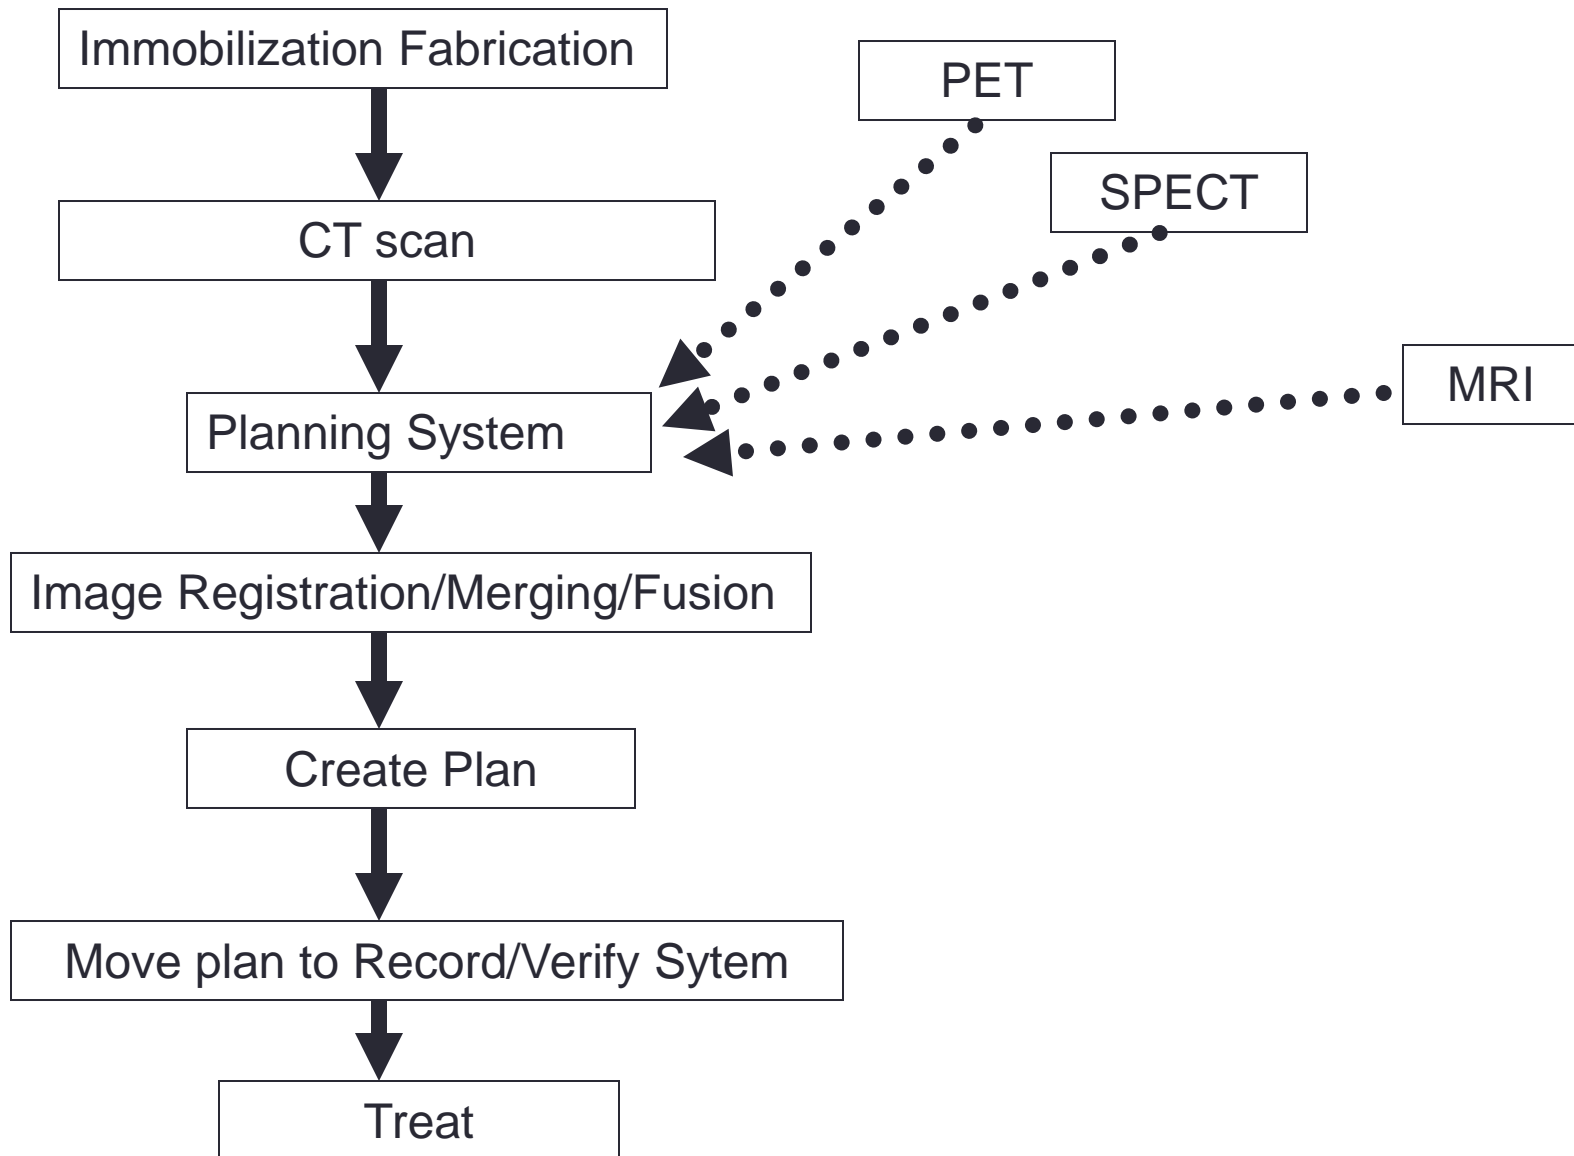 Immobilization Fabrication
PET
SPECT
CT scan
MRI
Planning System
Image Registration/Merging/Fusion
Create Plan
Move plan to Record/Verify Sytem
Treat